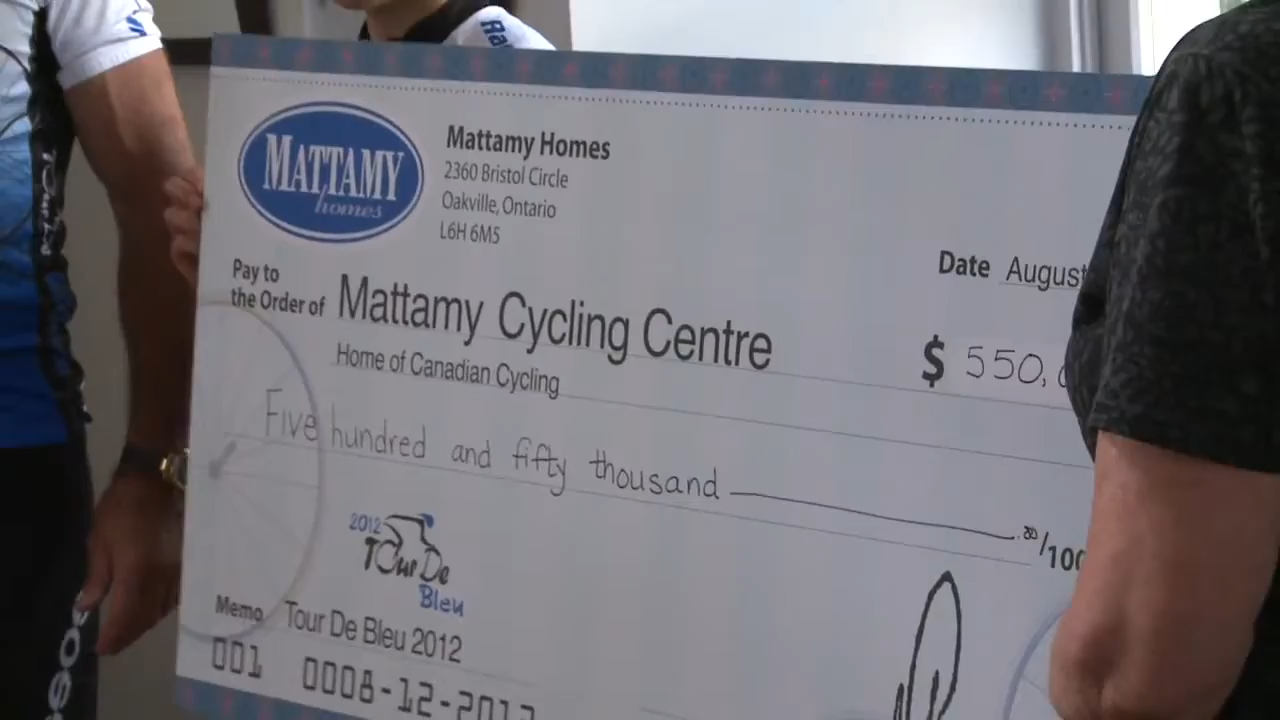 MATTAMY
homes
Mattamy Homes
2360 Bristol Circle
Oakville, Ontario
L6H 6M5
Date August
Pay to
the Order of Mattamy Cycling Centre
Home of Canadian Cycling
$ 550,
Five hundred and fifty thousand
/100
2012
Tour De
Bleu
Memo Tour De Bleu 2012
001 0008-12-2012